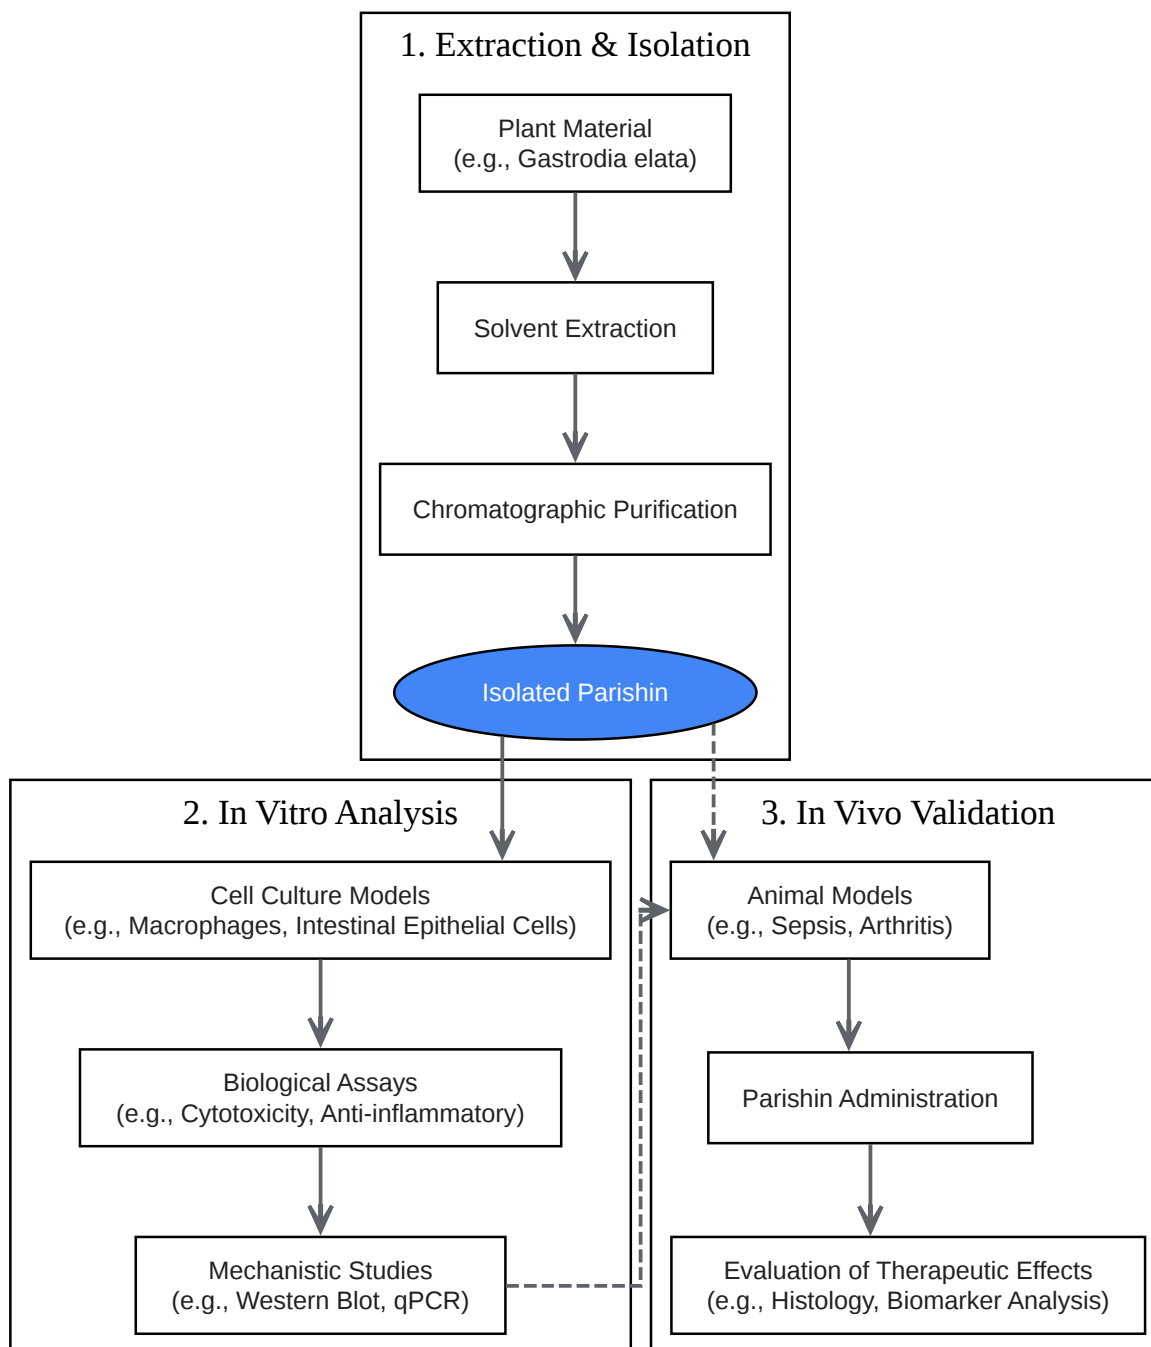 1. Extraction & Isolation
Plant Material
(e.g., Gastrodia elata)
Solvent Extraction
Chromatographic Purification
Isolated Parishin
2. In Vitro Analysis
Cell Culture Models
(e.g., Macrophages, Intestinal Epithelial Cells)
Biological Assays
(e.g., Cytotoxicity, Anti-inflammatory)
Mechanistic Studies
(e.g., Western Blot, qPCR)
3. In Vivo Validation
Animal Models
(e.g., Sepsis, Arthritis)
Parishin Administration
Evaluation of Therapeutic Effects
(e.g., Histology, Biomarker Analysis)